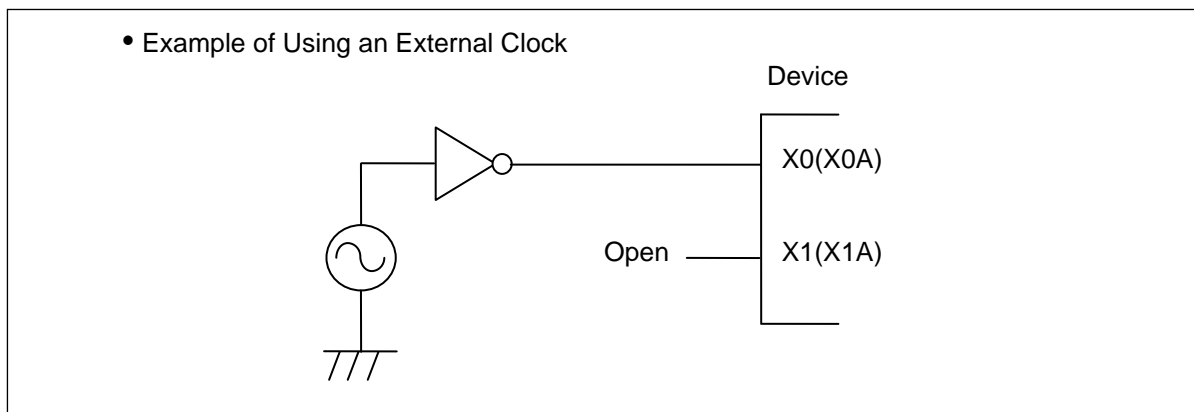 • Example of Using an External Clock
Device
X0(X0A)
Open
X1(X1A)